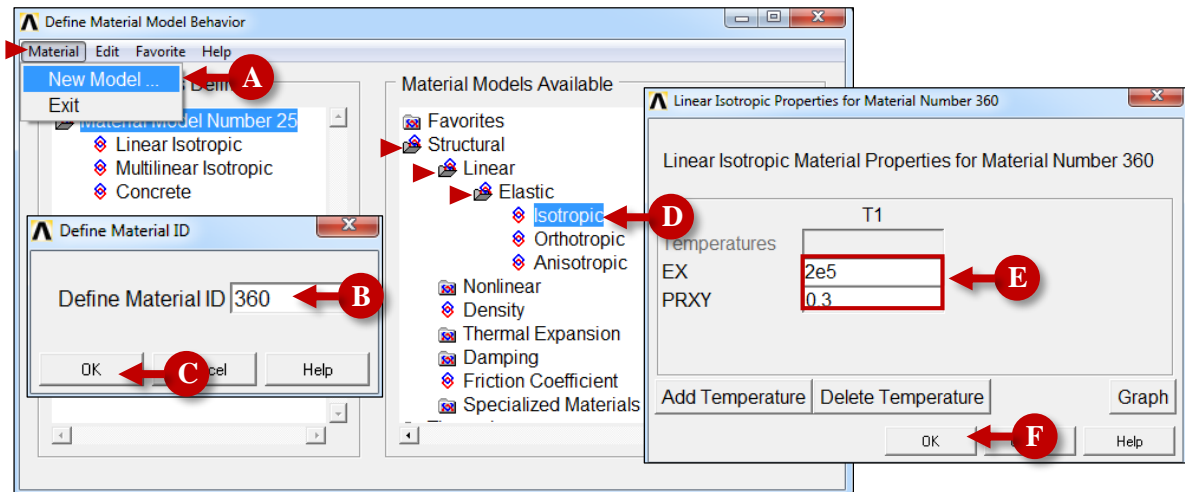 Define Material Model Behavior
Material Edit Favorite Help
New Model ...
A
Exit
Material Model Number 25
Linear Isotropic
Multilinear Isotropic
Concrete
Define Material ID
Define Material ID 360
B
OK
C
Help
Material Models Available
Favorites
Structural
Linear
Elastic
Isotropic
D
Orthotropic
Anisotropic
Nonlinear
Density
Thermal Expansion
Damping
Friction Coefficient
Specialized Materials
Linear Isotropic Properties for Material Number 360
Linear Isotropic Material Properties for Material Number 360
T1
Temperatures
EX 2e5
E
PRXY 0.3
Add Temperature Delete Temperature Graph
OK
F
Help